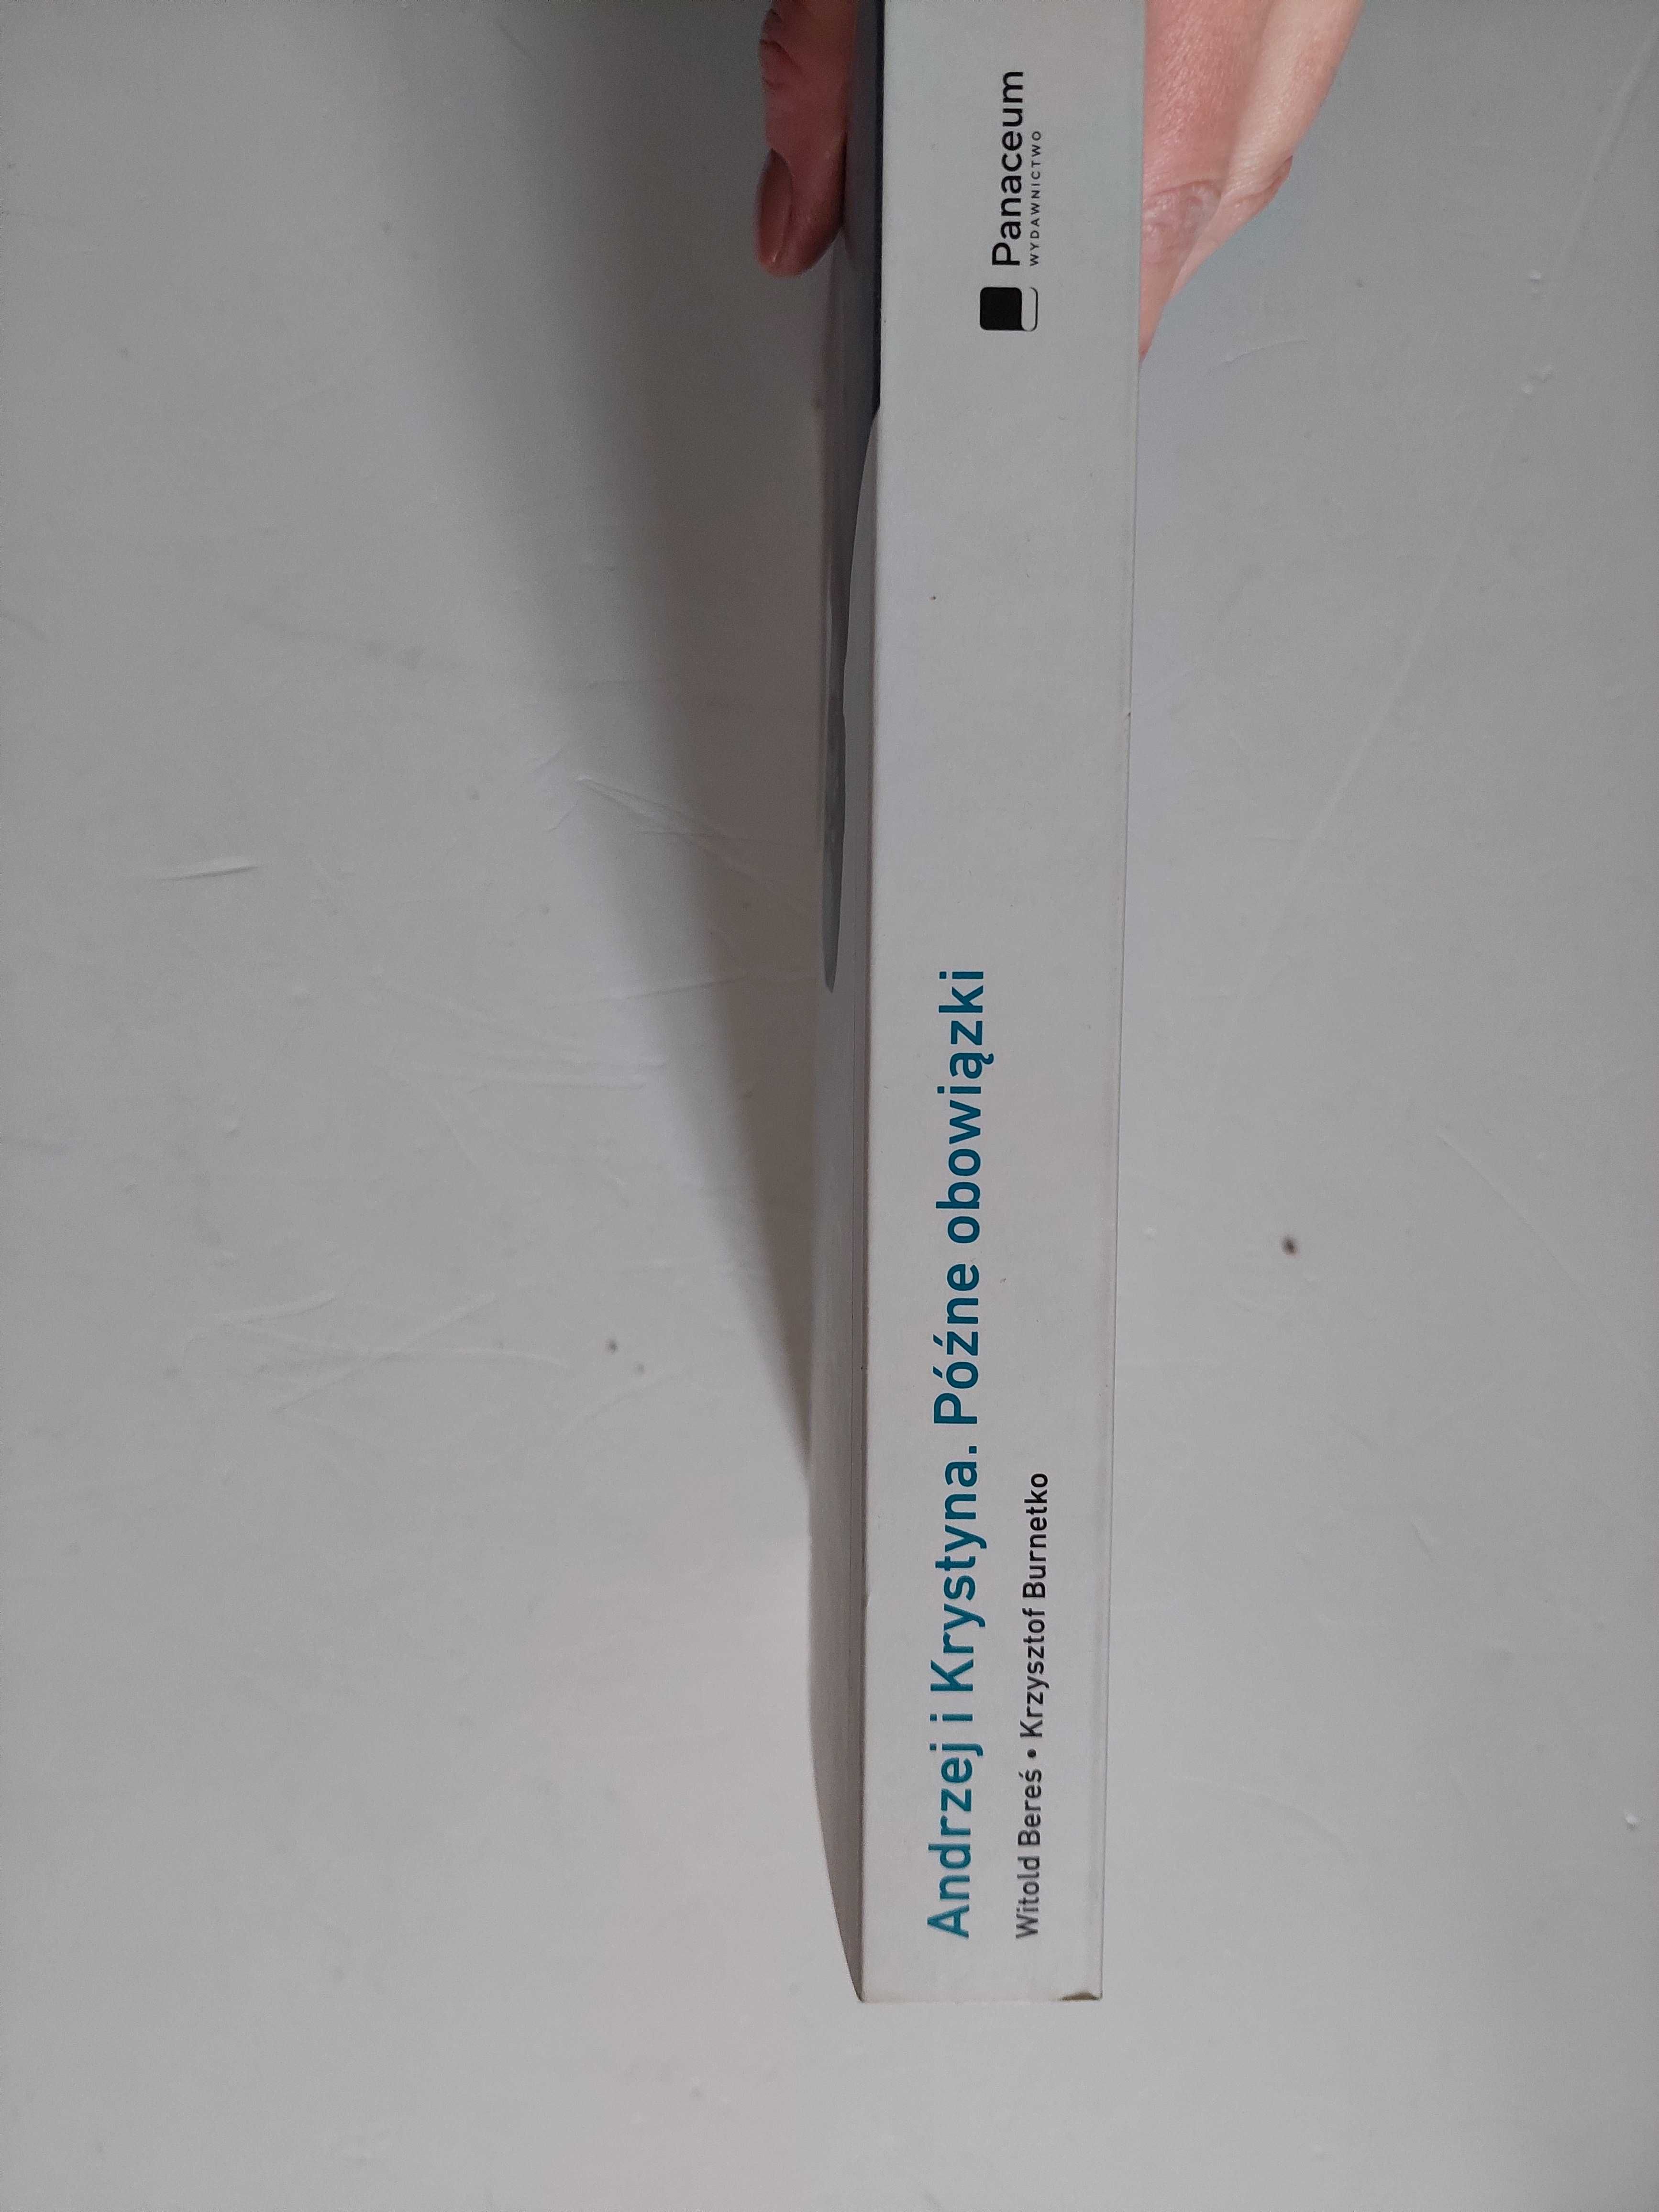 Andrzej i Krystyna. Późne obowiązki
Witold Bereś • Krzysztof Burnetko
Panaceum
WYDAWNICTWO